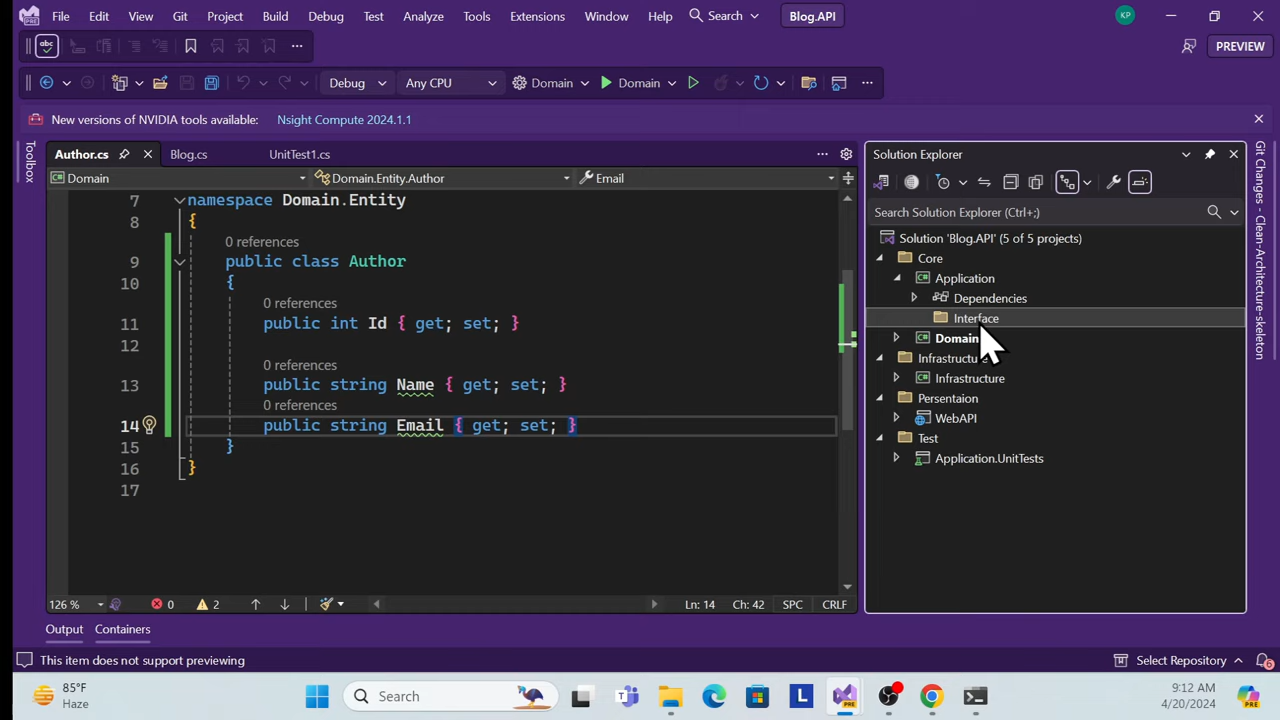 File Edit View Git Project Build Debug Test Analyze Tools Extensions Window Help Search Blog.API KP
abc PREVIEW
Debug Any CPU Domain Domain
New versions of NVIDIA tools available: Nsight Compute 2024.1.1
Toolbox
Author.cs Blog.cs UnitTest1.cs
Domain Domain.Entity.Author Email
7 namespace Domain.Entity
8 {
0 references
9 public class Author
10 {
0 references
11 public int Id { get; set; }
12
0 references
13 public string Name { get; set; }
0 references
14 public string Email { get; set; }
15 }
16 }
17
126 % 0 2 Ln: 14 Ch: 42 SPC CRLF
Solution Explorer
Search Solution Explorer (Ctrl+;)
Solution 'Blog.API' (5 of 5 projects)
Core
C# Application
Dependencies
Interface
C# Domain
Infrastructure
C# Infrastructure
Persentaion
WebAPI
Test
Application.UnitTests
Git Changes - Clean-Architecture-skeleton
Output Containers
This item does not support previewing Select Repository 6
85°F
Haze
Search
L
PRE
9:12 AM
4/20/2024
PRE